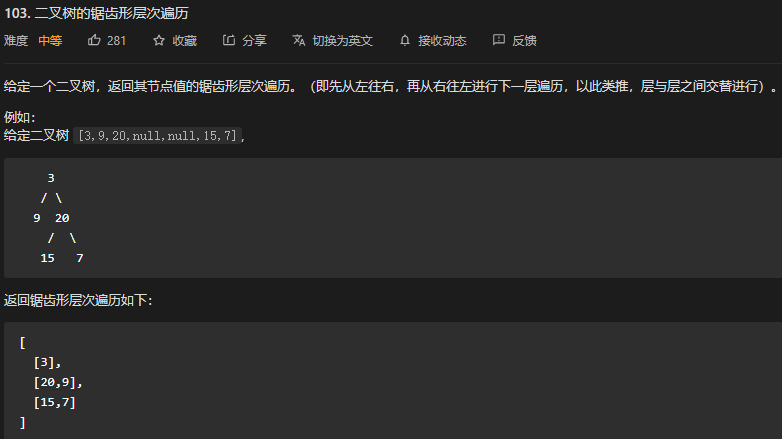 103. 二叉树的锯齿形层次遍历
难度 中等 281 收藏 分享 切换为英文 接收动态 反馈
给定一个二叉树，返回其节点值的锯齿形层次遍历。（即先从左往右，再从右往左进行下一层遍历，以此类推，层与层之间交替进行）。
例如：
给定二叉树 [3,9,20,null,null,15,7],
3
/ \
9 20
/ \
15 7
返回锯齿形层次遍历如下：
[
[3],
[20,9],
[15,7]
]